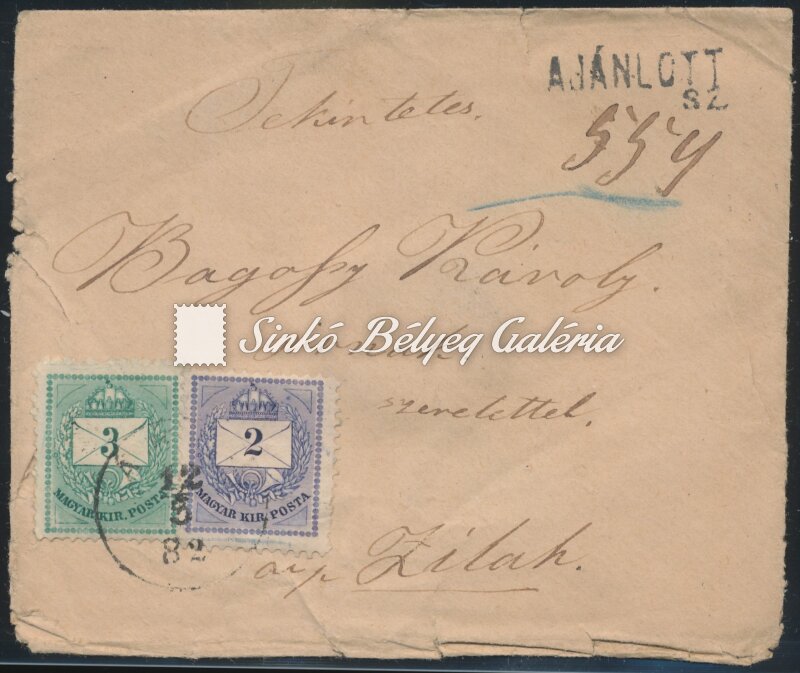 AJÁNLOTT
SZ
554
Tekintetes.
Bagossy Károly.
Sinkó Bélyeg Galéria
szeretettel.
3
MAGYAR KIR. POSTA
2
MAGYAR KIR. POSTA
82
Zilah.